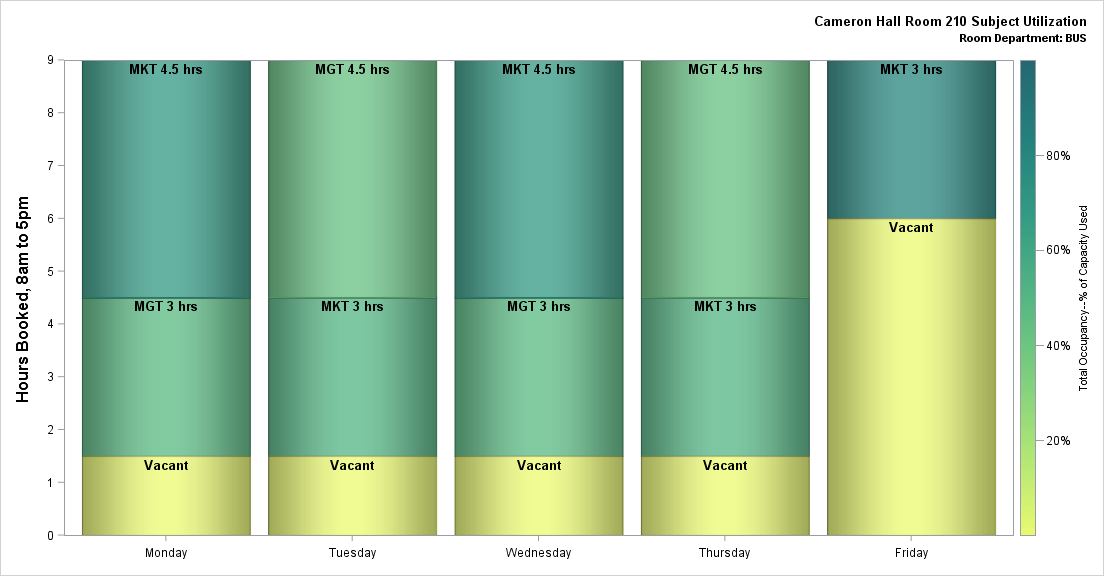 Cameron Hall Room 210 Subject Utilization
Room Department: BUS
Hours Booked, 8am to 5pm
9
8
7
6
5
4
3
2
1
0
MKT 4.5 hrs
MGT 3 hrs
Vacant
MGT 4.5 hrs
MKT 3 hrs
Vacant
MKT 4.5 hrs
MGT 3 hrs
Vacant
MGT 4.5 hrs
MKT 3 hrs
Vacant
MKT 3 hrs
Vacant
Monday
Tuesday
Wednesday
Thursday
Friday
80%
60%
40%
20%
Total Occupancy--% of Capacity Used